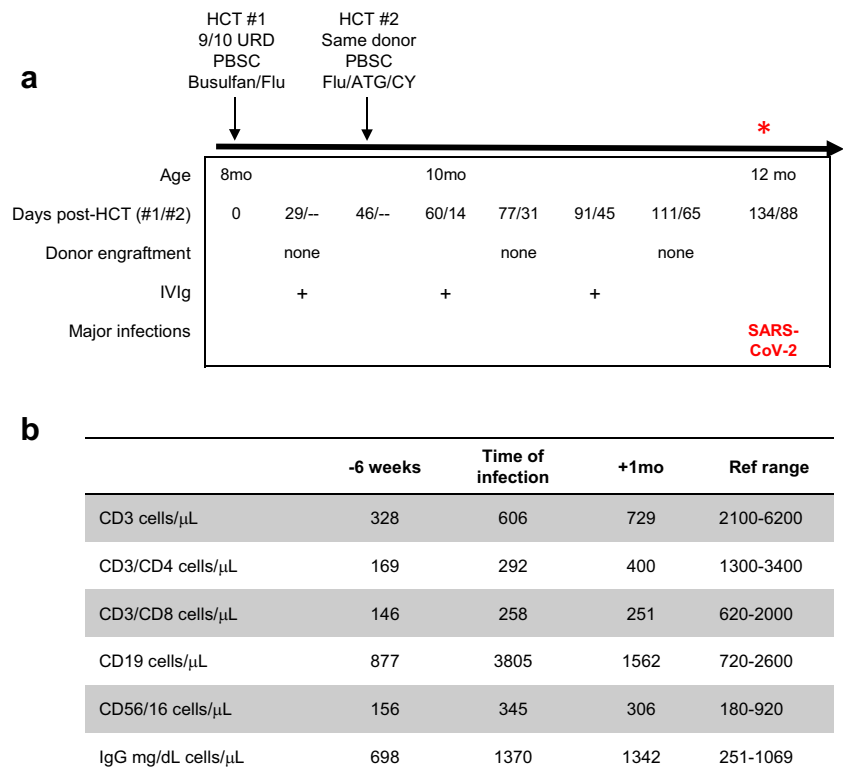 a
HCT #1
9/10 URD
PBSC
Busulfan/Flu
HCT #2
Same donor
PBSC
Flu/ATG/CY
*
Age 8mo 10mo 12 mo
Days post-HCT (#1/#2) 0 29/-- 46/-- 60/14 77/31 91/45 111/65 134/88
Donor engraftment none none none
IVIg + + +
Major infections SARS-
CoV-2
b
-6 weeks Time of infection +1mo Ref range
CD3 cells/μL 328 606 729 2100-6200
CD3/CD4 cells/μL 169 292 400 1300-3400
CD3/CD8 cells/μL 146 258 251 620-2000
CD19 cells/μL 877 3805 1562 720-2600
CD56/16 cells/μL 156 345 306 180-920
IgG mg/dL cells/μL 698 1370 1342 251-1069